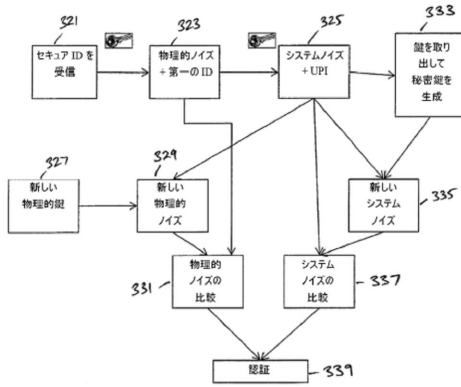 321
323
325
333
セキュア IDを
受信
物理的ノイズ
+ 第一の ID
システムノイズ
+ UPI
鍵を取り
出して
秘密鍵を
生成
327
329
335
新しい
物理的鍵
新しい
物理的
ノイズ
新しい
システム
ノイズ
331
物理的
ノイズの
比較
システム
ノイズの
比較
337
認証
339